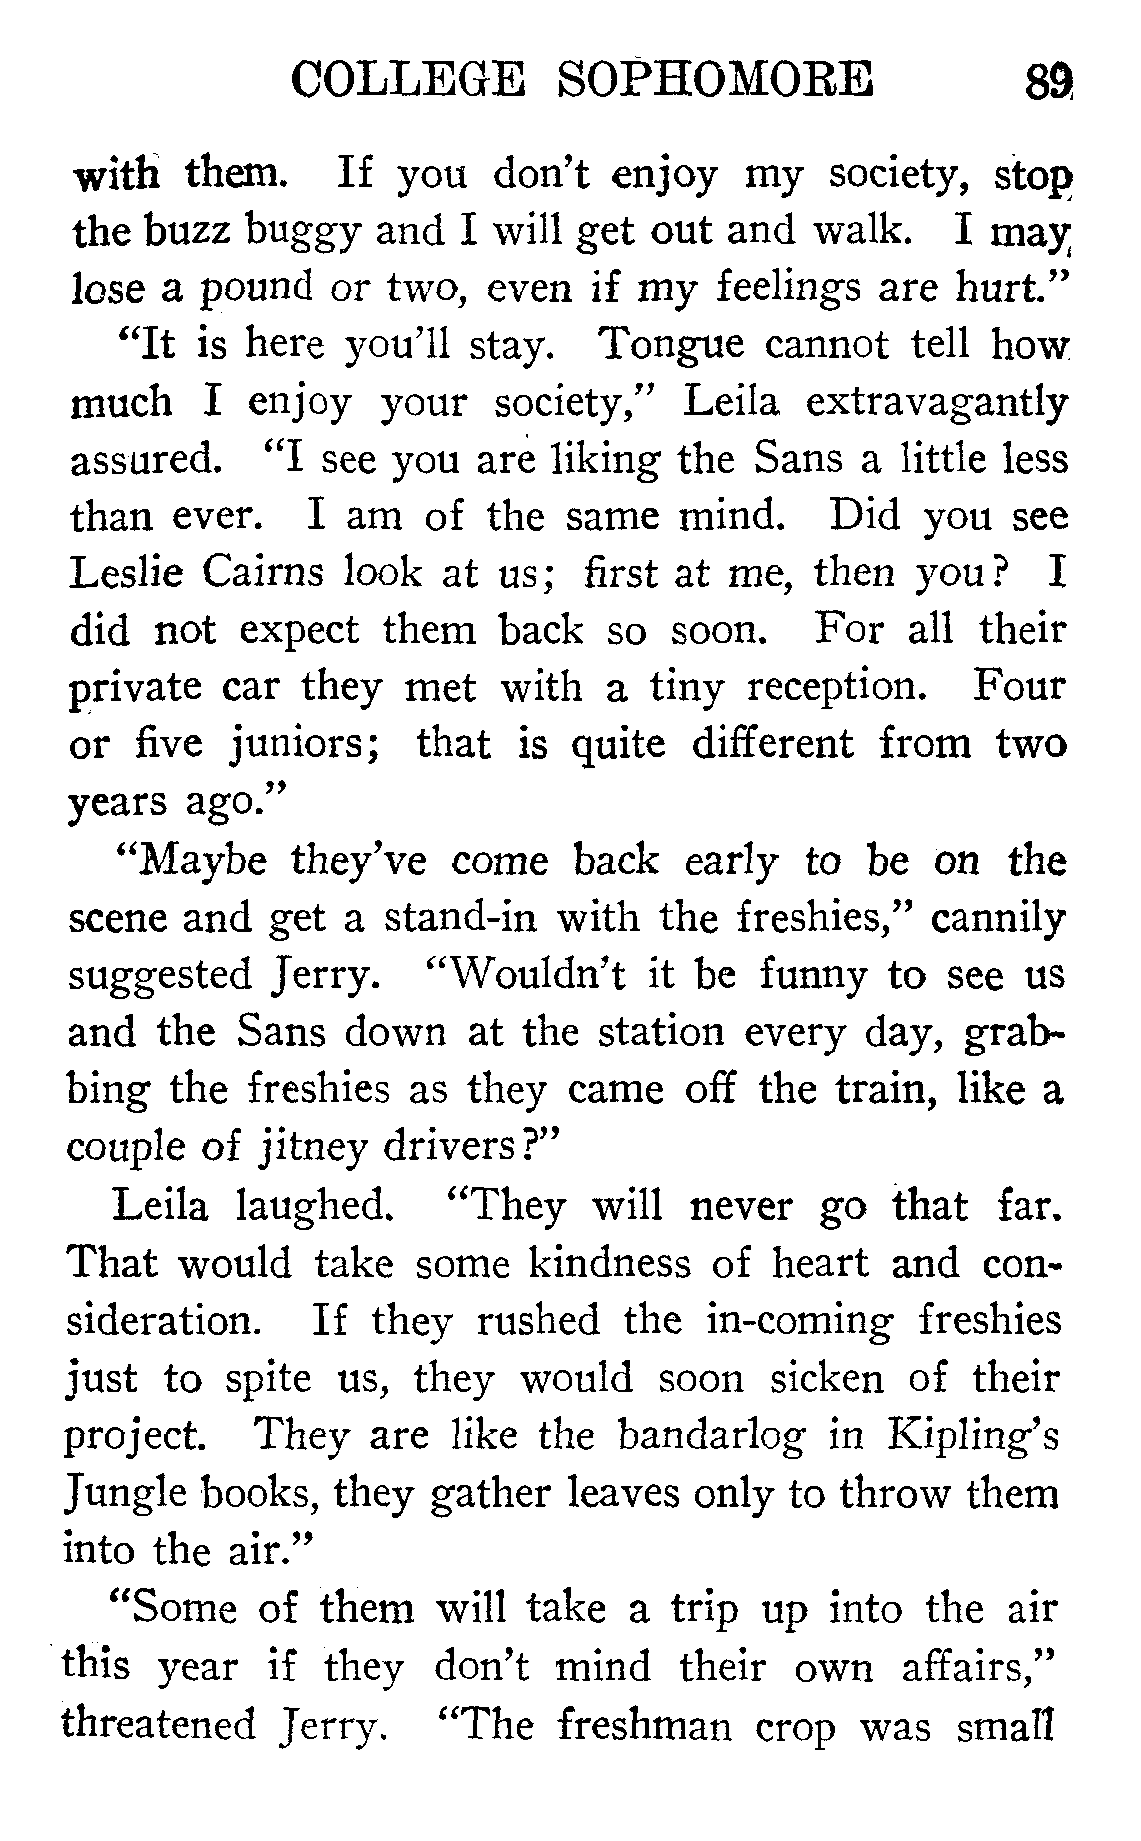 COLLEGE SOPHOMORE 89
with them. If you don't enjoy my society, stop
the buzz buggy and I will get out and walk. I may
lose a pound or two, even if my feelings are hurt."
"It is here you'll stay. Tongue cannot tell how
much I enjoy your society," Leila extravagantly
assured. "I see you are liking the Sans a little less
than ever. I am of the same mind. Did you see
Leslie Cairns look at us; first at me, then you? I
did not expect them back so soon. For all their
private car they met with a tiny reception. Four
or five juniors; that is quite different from two
years ago."
"Maybe they've come back early to be on the
scene and get a stand-in with the freshies," cannily
suggested Jerry. "Wouldn't it be funny to see us
and the Sans down at the station every day, grab-
bing the freshies as they came off the train, like a
couple of jitney drivers?"
Leila laughed. "They will never go that far.
That would take some kindness of heart and con-
sideration. If they rushed the in-coming freshies
just to spite us, they would soon sicken of their
project. They are like the bandarlog in Kipling's
Jungle books, they gather leaves only to throw them
into the air."
"Some of them will take a trip up into the air
this year if they don't mind their own affairs,"
threatened Jerry. "The freshman crop was small